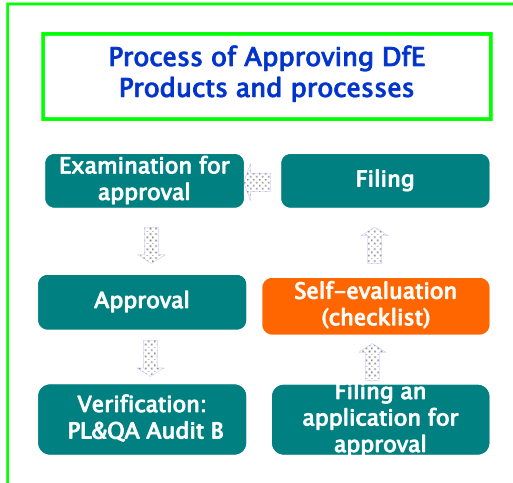 Process of Approving DfE
Products and processes
Examination for
approval
Filing
Approval
Self-evaluation
(checklist)
Verification:
PL&QA Audit B
Filing an
application for
approval